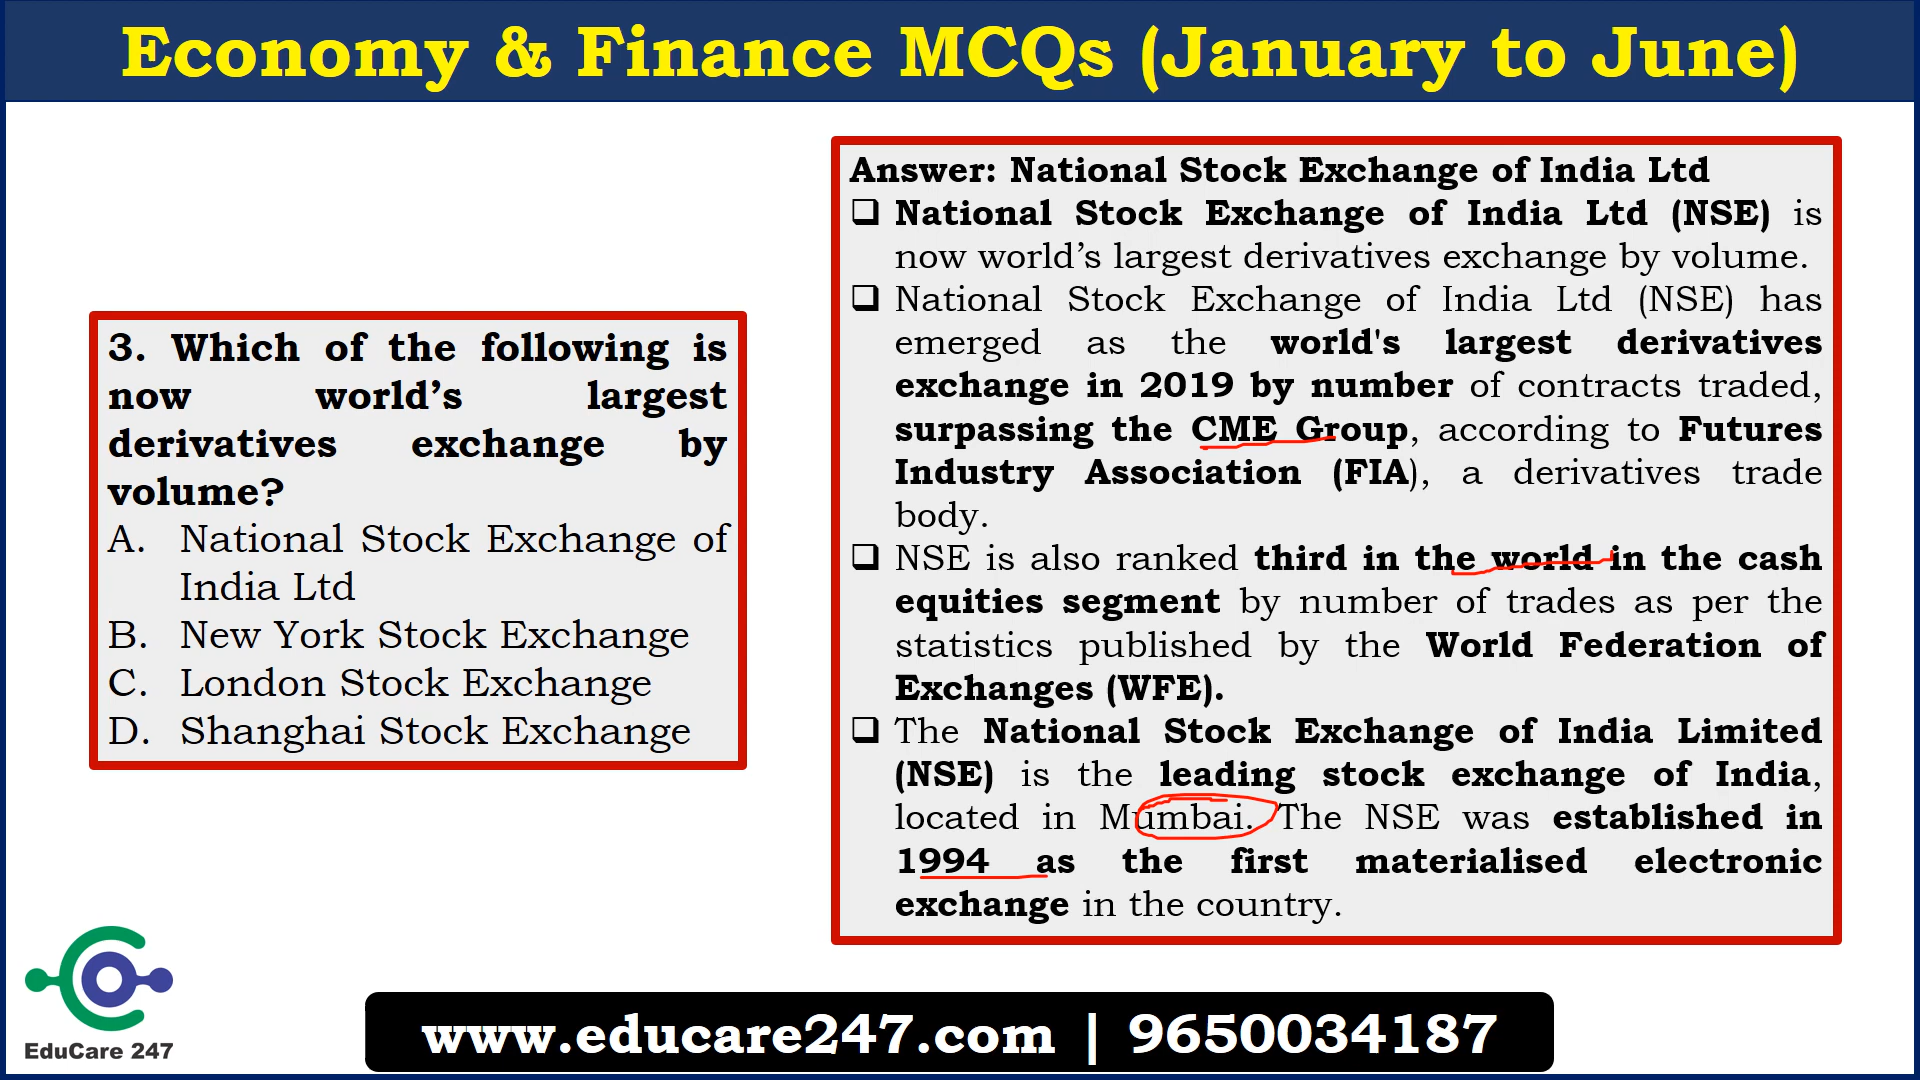 Economy & Finance MCQs (January to June)
3. Which of the following is
now world’s largest
derivatives exchange by
volume?
A. National Stock Exchange of
India Ltd
B. New York Stock Exchange
C. London Stock Exchange
D. Shanghai Stock Exchange
Answer: National Stock Exchange of India Ltd
❑ National Stock Exchange of India Ltd (NSE) is
now world’s largest derivatives exchange by volume.
❑ National Stock Exchange of India Ltd (NSE) has
emerged as the world's largest derivatives
exchange in 2019 by number of contracts traded,
surpassing the CME Group, according to Futures
Industry Association (FIA), a derivatives trade
body.
❑ NSE is also ranked third in the world in the cash
equities segment by number of trades as per the
statistics published by the World Federation of
Exchanges (WFE).
❑ The National Stock Exchange of India Limited
(NSE) is the leading stock exchange of India,
located in Mumbai. The NSE was established in
1994 as the first materialised electronic
exchange in the country.
EduCare 247
www.educare247.com | 9650034187